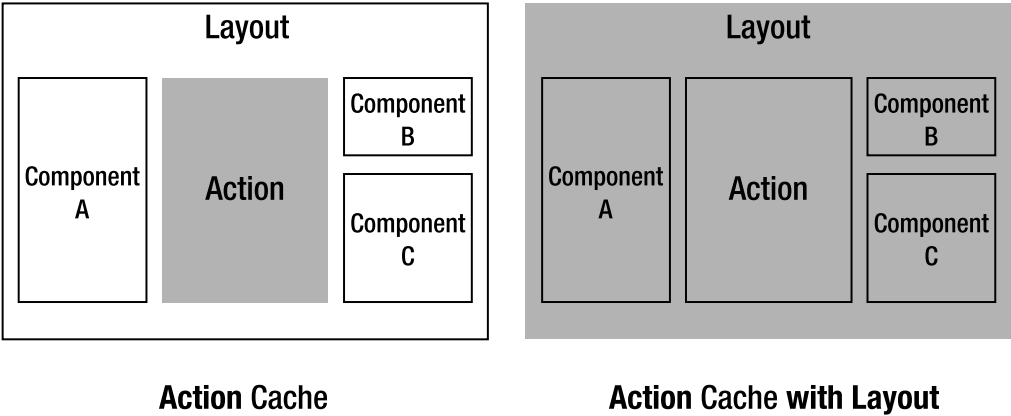 Layout
Component
A
Action
Component
B
Component
C
Action Cache
Layout
Component
A
Action
Component
B
Component
C
Action Cache with Layout